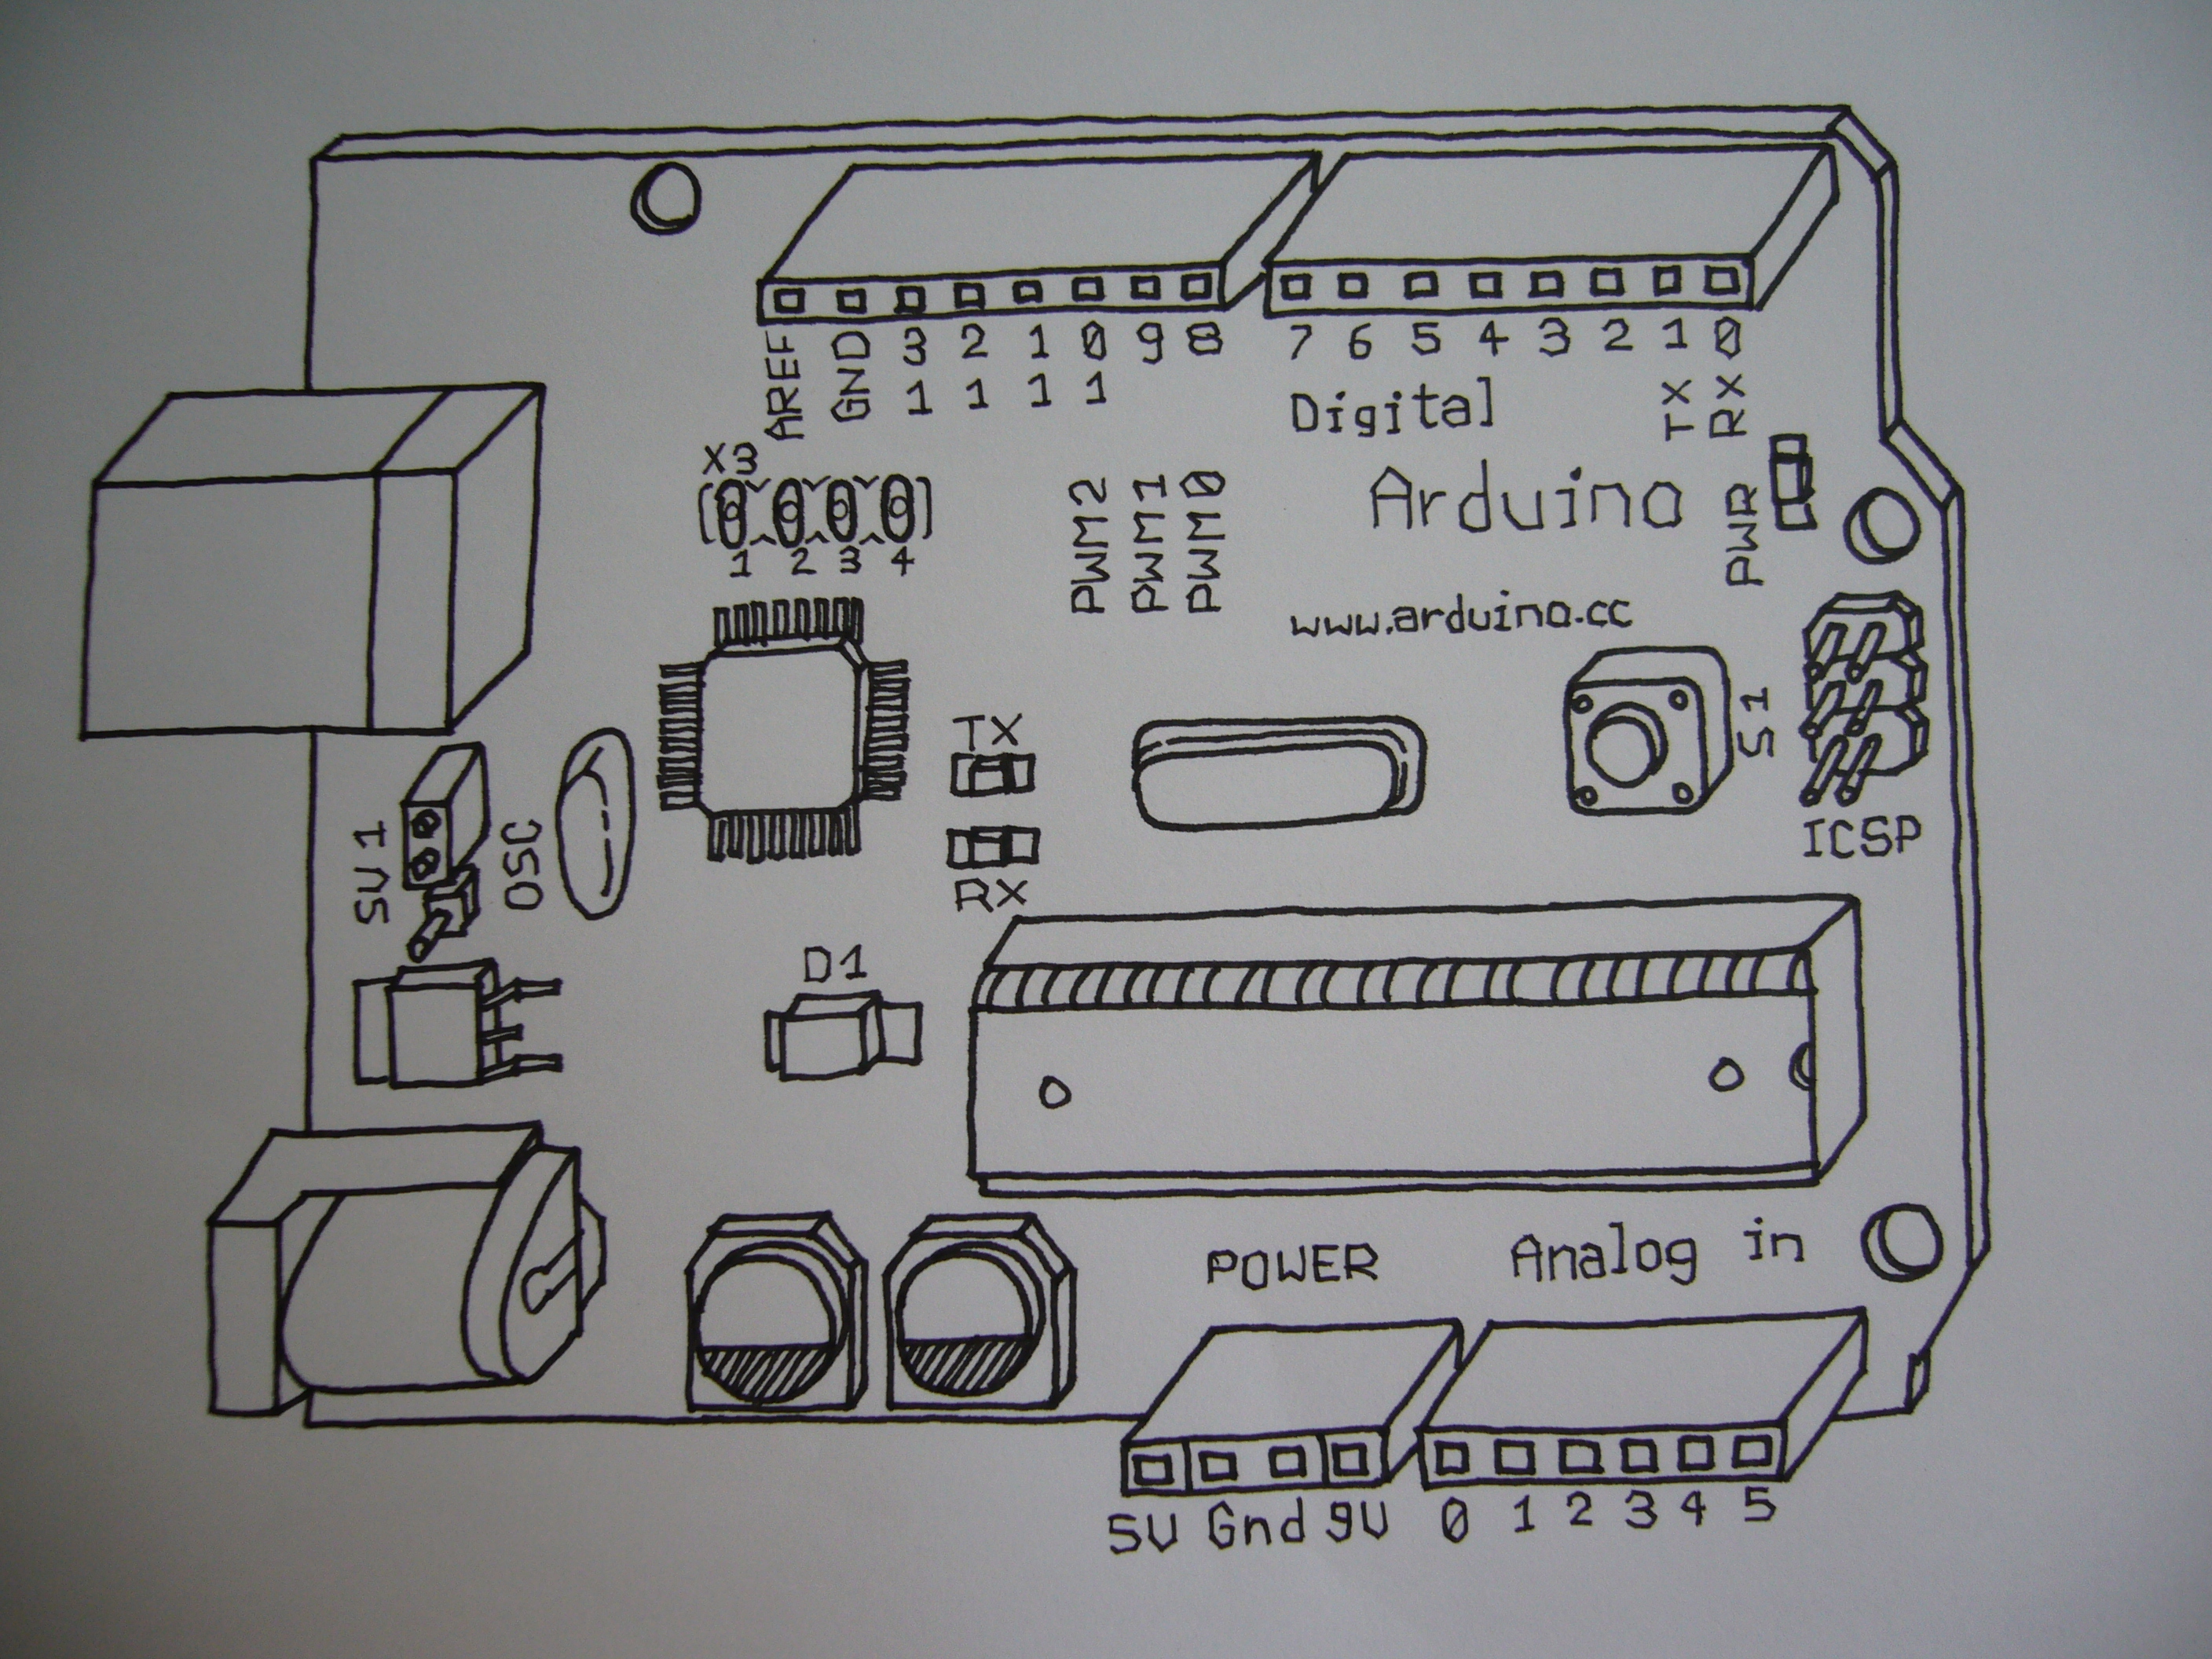 AREF GND 13 12 11 10 9 8 7 6 5 4 3 2 1 0
Digital
TX RX
X3
1 2 3 4
PWM2 PWM1 PWM0
Arduino
PWR
www.arduino.cc
S1
ICSP
TX
RX
SV1
OSC
D1
POWER Analog in
5V Gnd 9V 0 1 2 3 4 5